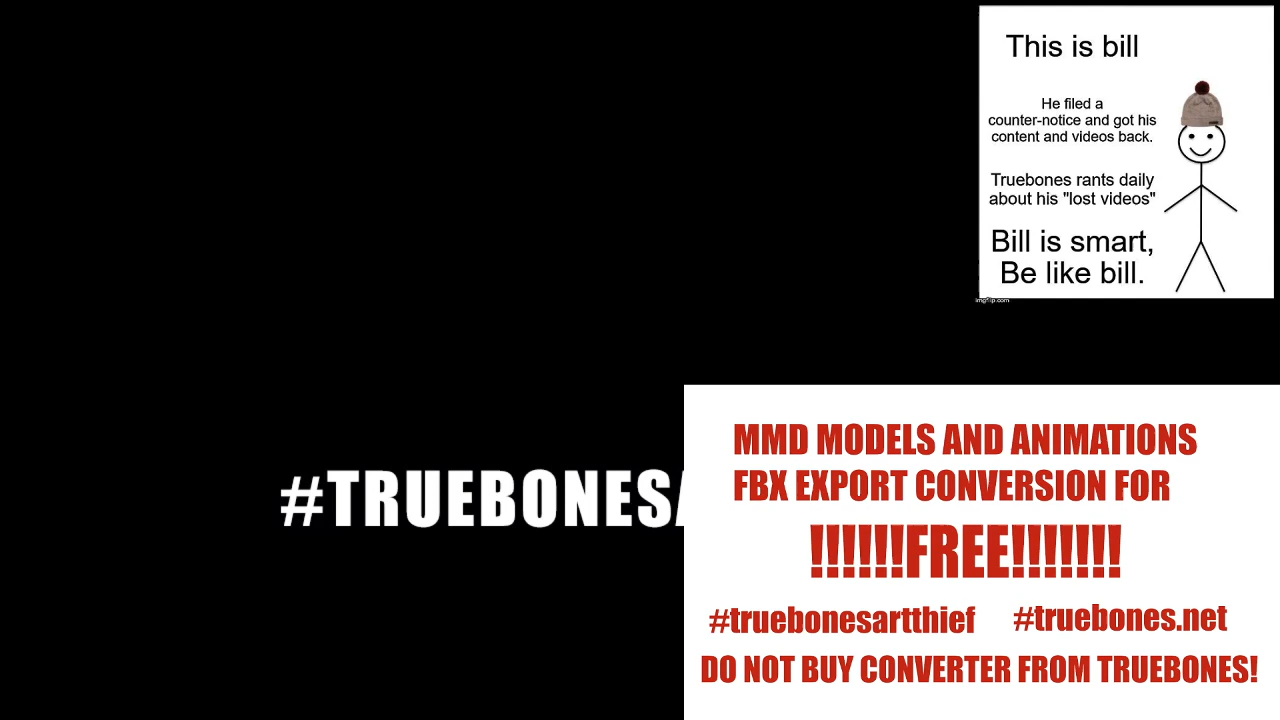 This is bill
He filed a
counter-notice and got his
content and videos back.
Truebones rants daily
about his "lost videos"
Bill is smart,
Be like bill.
imgflip.com
#TRUEBONESA
MMD MODELS AND ANIMATIONS
FBX EXPORT CONVERSION FOR
!!!!!!FREE!!!!!!!
#truebonesartthief #truebones.net
DO NOT BUY CONVERTER FROM TRUEBONES!